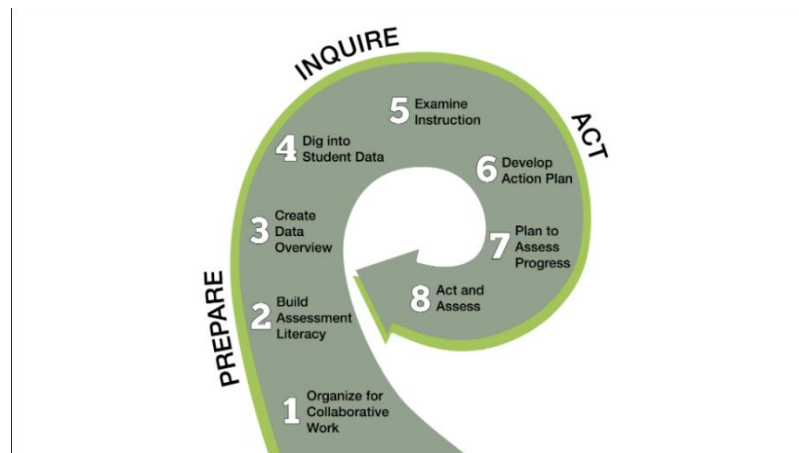 INQUIRE
ACT
PREPARE
5 Examine
Instruction
4 Dig into
Student Data
6 Develop
Action Plan
3 Create
Data
Overview
7 Plan to
Assess
Progress
8 Act and
Assess
2 Build
Assessment
Literacy
1 Organize for
Collaborative
Work